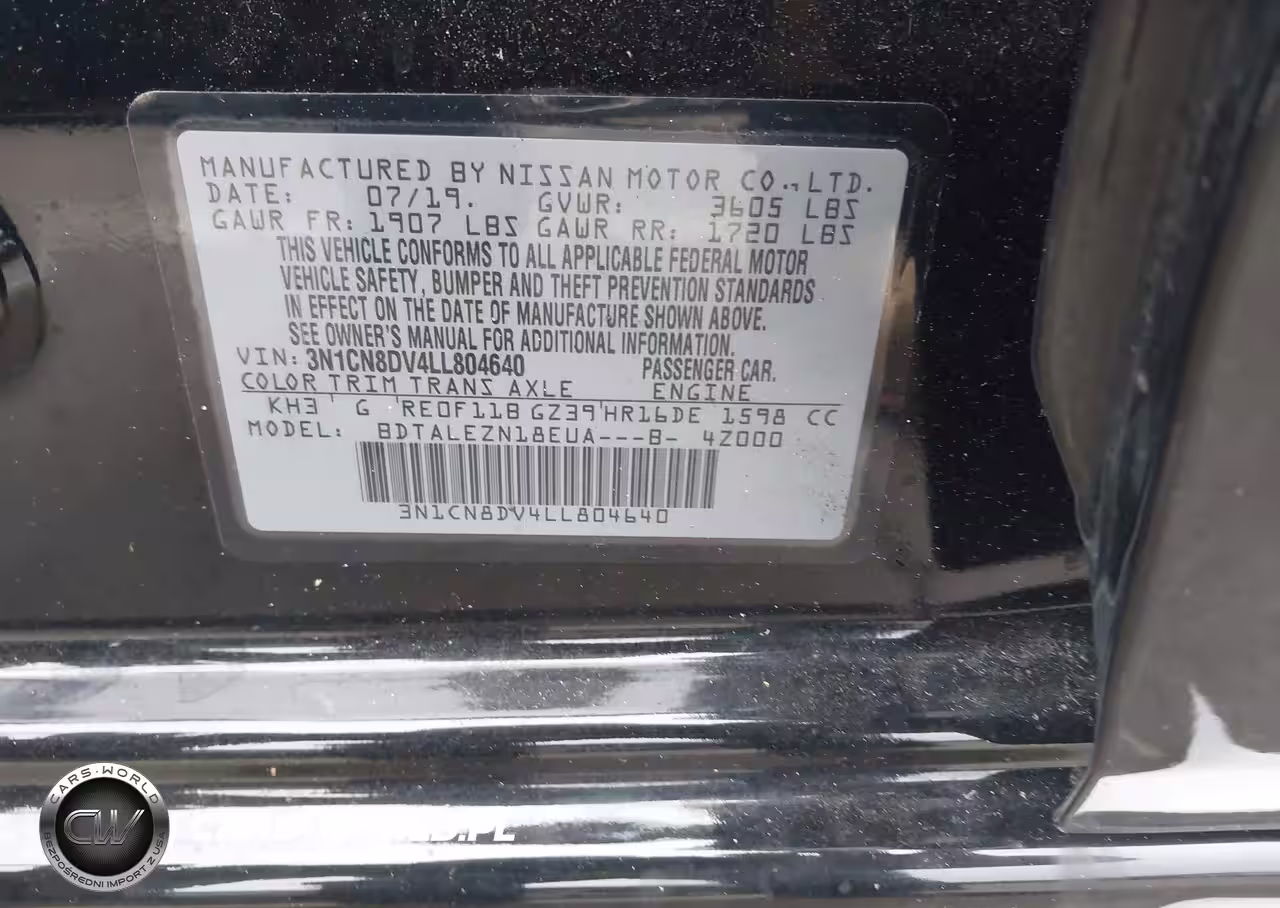 MANUFACTURED BY NISSAN MOTOR CO., LTD.
DATE: 07/19. GVWR: 3605 LBS
GAWR FR: 1907 LBS GAWR RR: 1720 LBS
THIS VEHICLE CONFORMS TO ALL APPLICABLE FEDERAL MOTOR
VEHICLE SAFETY, BUMPER AND THEFT PREVENTION STANDARDS
IN EFFECT ON THE DATE OF MANUFACTURE SHOWN ABOVE.
SEE OWNER'S MANUAL FOR ADDITIONAL INFORMATION.
VIN: 3N1CN8DV4LL804640 PASSENGER CAR.
COLOR TRIM TRANS AXLE ENGINE
KH3 G RE0F11B GZ39 HR16DE 1598 CC
MODEL: BDTALEZN18EUA---B- 4Z000
3N1CN8DV4LL804640
CARS-WORLD
CW
BEZPOŚREDNI IMPORT Z USA